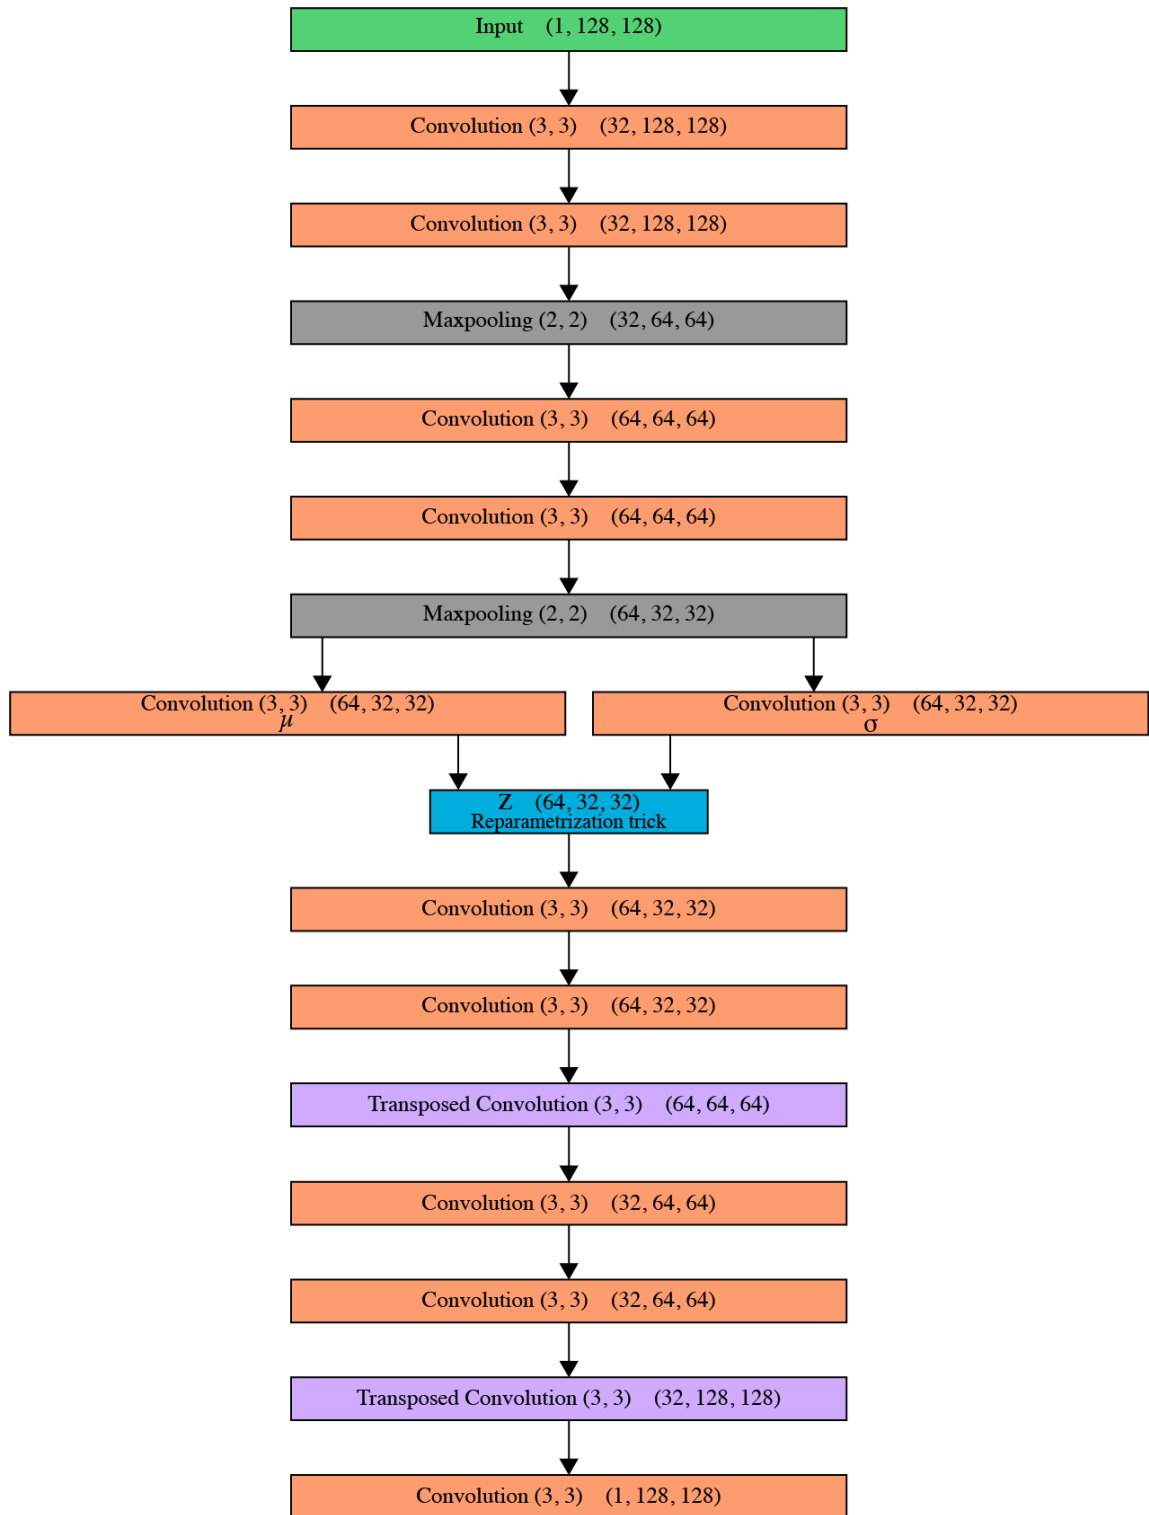 Input (1, 128, 128)
Convolution (3, 3) (32, 128, 128)
Convolution (3, 3) (32, 128, 128)
Maxpooling (2, 2) (32, 64, 64)
Convolution (3, 3) (64, 64, 64)
Convolution (3, 3) (64, 64, 64)
Maxpooling (2, 2) (64, 32, 32)
Convolution (3, 3) (64, 32, 32)
μ
Convolution (3, 3) (64, 32, 32)
σ
Z (64, 32, 32)
Reparametrization trick
Convolution (3, 3) (64, 32, 32)
Convolution (3, 3) (64, 32, 32)
Transposed Convolution (3, 3) (64, 64, 64)
Convolution (3, 3) (32, 64, 64)
Convolution (3, 3) (32, 64, 64)
Transposed Convolution (3, 3) (32, 128, 128)
Convolution (3, 3) (1, 128, 128)